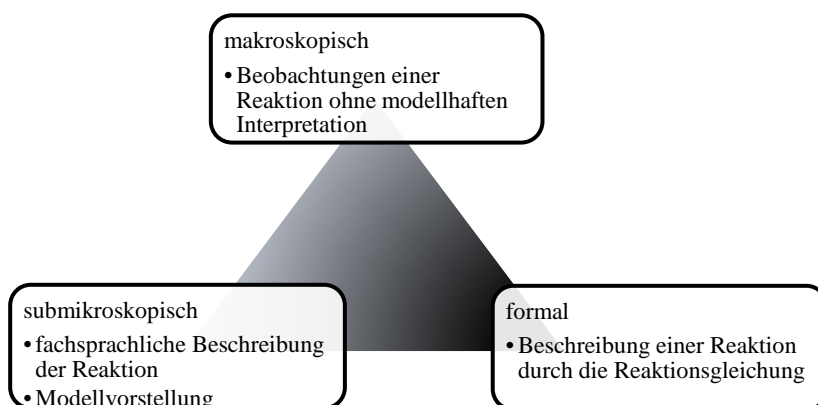 makroskopisch
• Beobachtungen einer
Reaktion ohne modellhaften
Interpretation
submikroskopisch
• fachsprachliche Beschreibung
der Reaktion
• Modellvorstellung
formal
• Beschreibung einer Reaktion
durch die Reaktionsgleichung